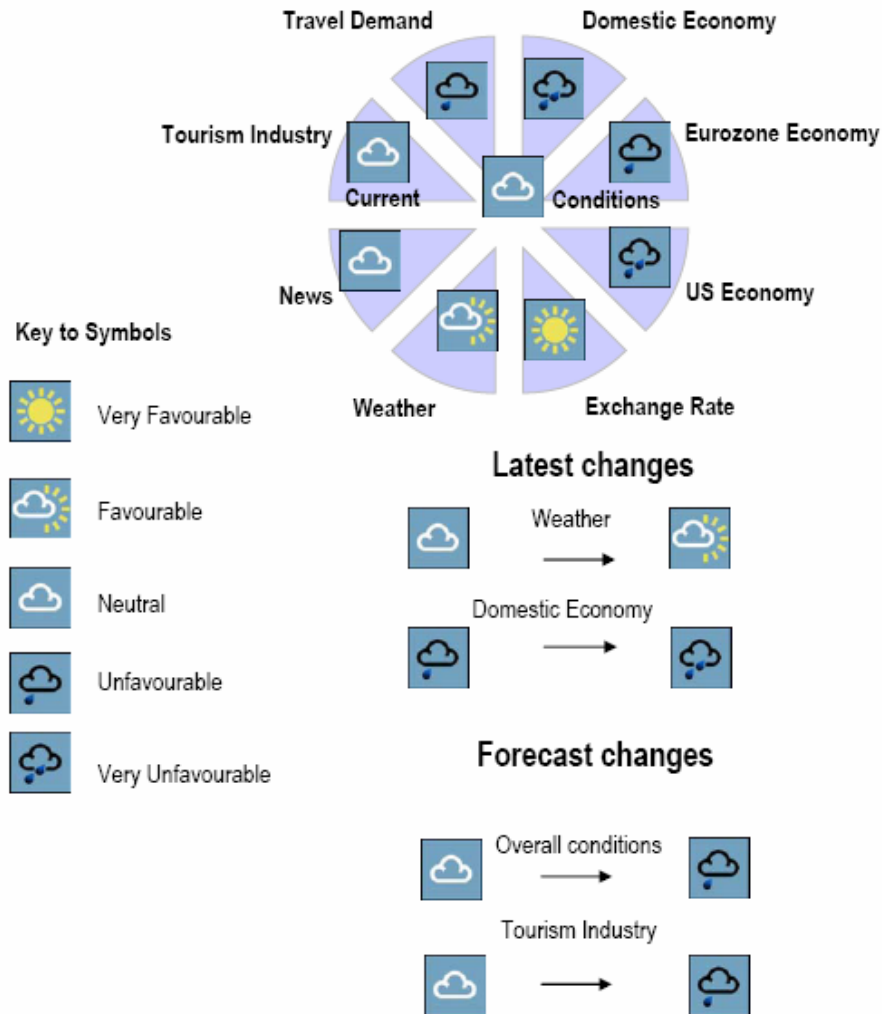 Travel Demand
Domestic Economy
Tourism Industry
Eurozone Economy
Current
Conditions
News
US Economy
Key to Symbols
Weather
Exchange Rate
Very Favourable
Latest changes
Weather
Favourable
Neutral
Domestic Economy
Unfavourable
Forecast changes
Very Unfavourable
Overall conditions
Tourism Industry